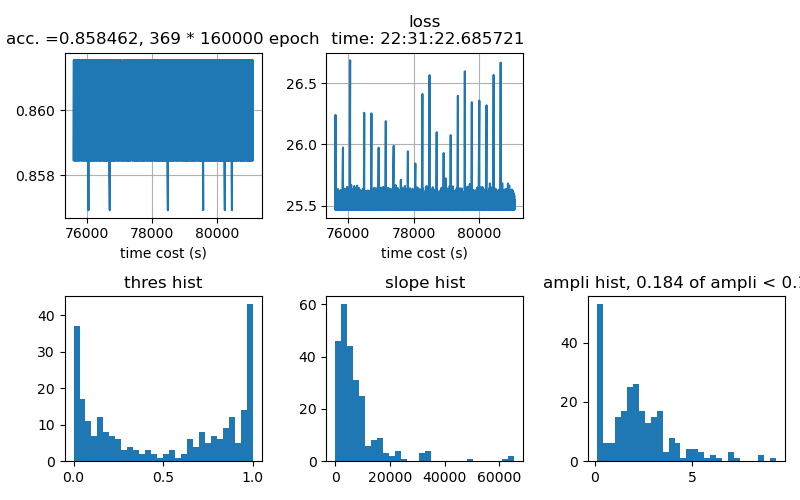 acc. =0.858462, 369 * 160000 epoch
loss
time: 22:31:22.685721
0.860
0.858
76000 78000 80000
time cost (s)
26.5
26.0
25.5
76000 78000 80000
time cost (s)
thres hist
40
30
20
10
0
0.0 0.5 1.0
slope hist
60
40
20
0
0 20000 40000 60000
ampli hist, 0.184 of ampli < 0.
40
20
0
0 5